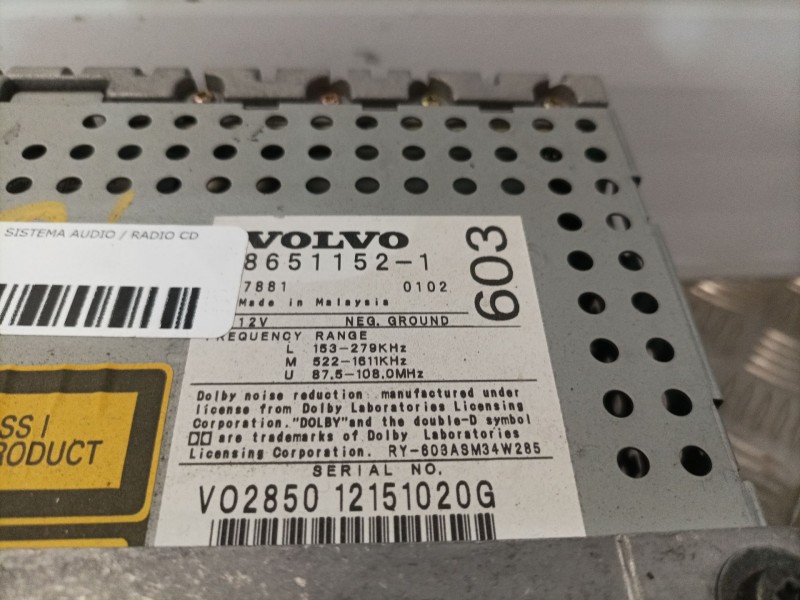 SISTEMA AUDIO / RADIO CD
VOLVO
8651152-1
603
7881 0102
Made in Malaysia
12V NEG. GROUND
FREQUENCY RANGE
L 153-279KHz
M 522-1611KHz
U 87.5-108.0MHz
Dolby noise reduction manufactured under
license from Dolby Laboratories Licensing
Corporation. "DOLBY" and the double-D symbol
are trademarks of Dolby Laboratories
Licensing Corporation. RY-603ASM34W285
SERIAL NO.
VO2850 12151020G
SS I
RODUCT